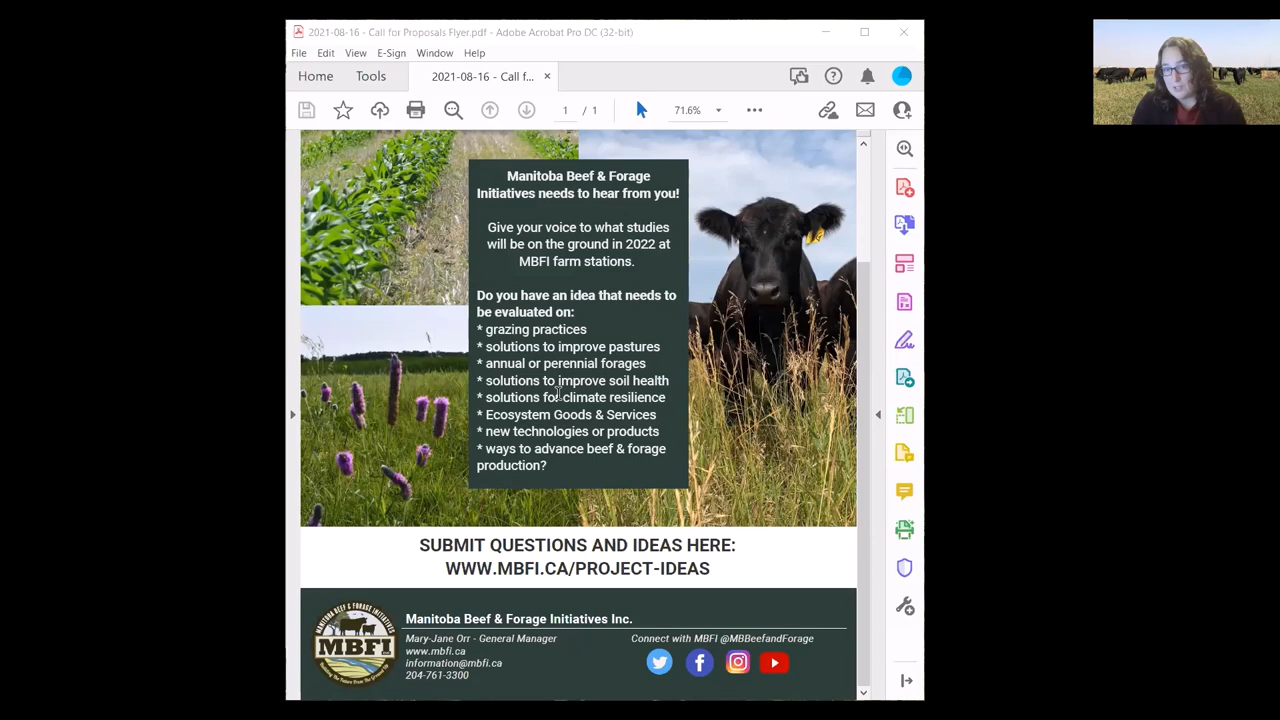 2021-08-16 - Call for Proposals Flyer.pdf - Adobe Acrobat Pro DC (32-bit)
File Edit View E-Sign Window Help
Home Tools 2021-08-16 - Call f... ×
1 / 1 71.6%
Manitoba Beef & Forage
Initiatives needs to hear from you!
Give your voice to what studies
will be on the ground in 2022 at
MBFI farm stations.
Do you have an idea that needs to
be evaluated on:
* grazing practices
* solutions to improve pastures
* annual or perennial forages
* solutions to improve soil health
* solutions for climate resilience
* Ecosystem Goods & Services
* new technologies or products
* ways to advance beef & forage
production?
SUBMIT QUESTIONS AND IDEAS HERE:
WWW.MBFI.CA/PROJECT-IDEAS
MANITOBA BEEF & FORAGE INITIATIVES
MBFI
Manitoba Beef & Forage Initiatives Inc.
Mary-Jane Orr - General Manager
www.mbfi.ca
information@mbfi.ca
204-761-3300
Connect with MBFI @MBBeefandForage